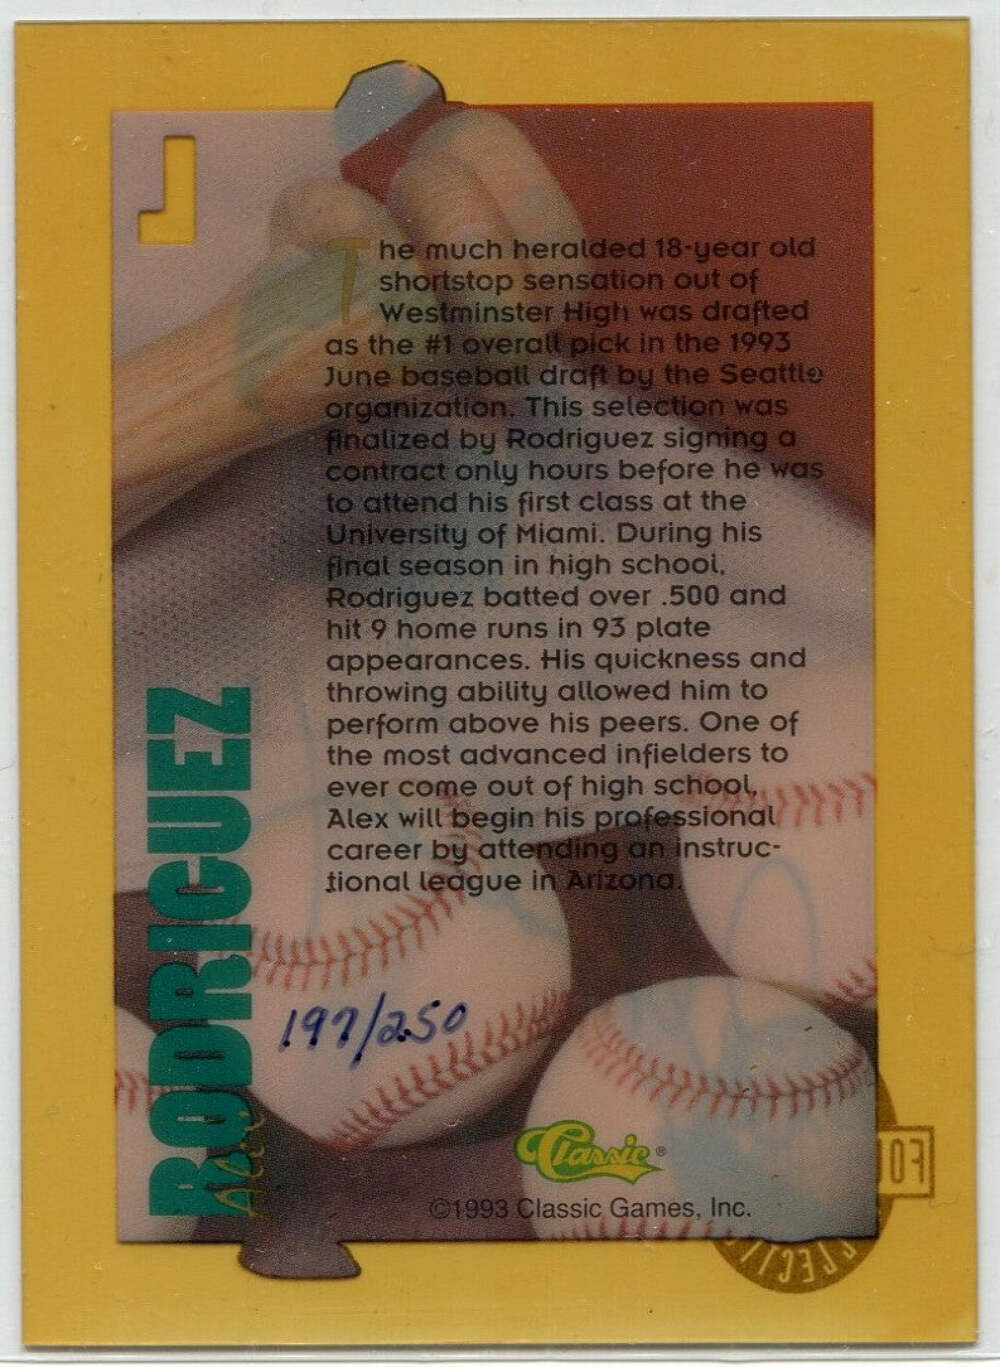 The much heralded 18-year old
shortstop sensation out of
Westminster High was drafted
as the #1 overall pick in the 1993
June baseball draft by the Seattle
organization. This selection was
finalized by Rodriguez signing a
contract only hours before he was
to attend his first class at the
University of Miami. During his
final season in high school,
Rodriguez batted over .500 and
hit 9 home runs in 93 plate
appearances. His quickness and
throwing ability allowed him to
perform above his peers. One of
the most advanced infielders to
ever come out of high school,
Alex will begin his professional
career by attending an instruc-
tional league in Arizona.
RODRIGUEZ
Alex
197/250
Classic®
©1993 Classic Games, Inc.